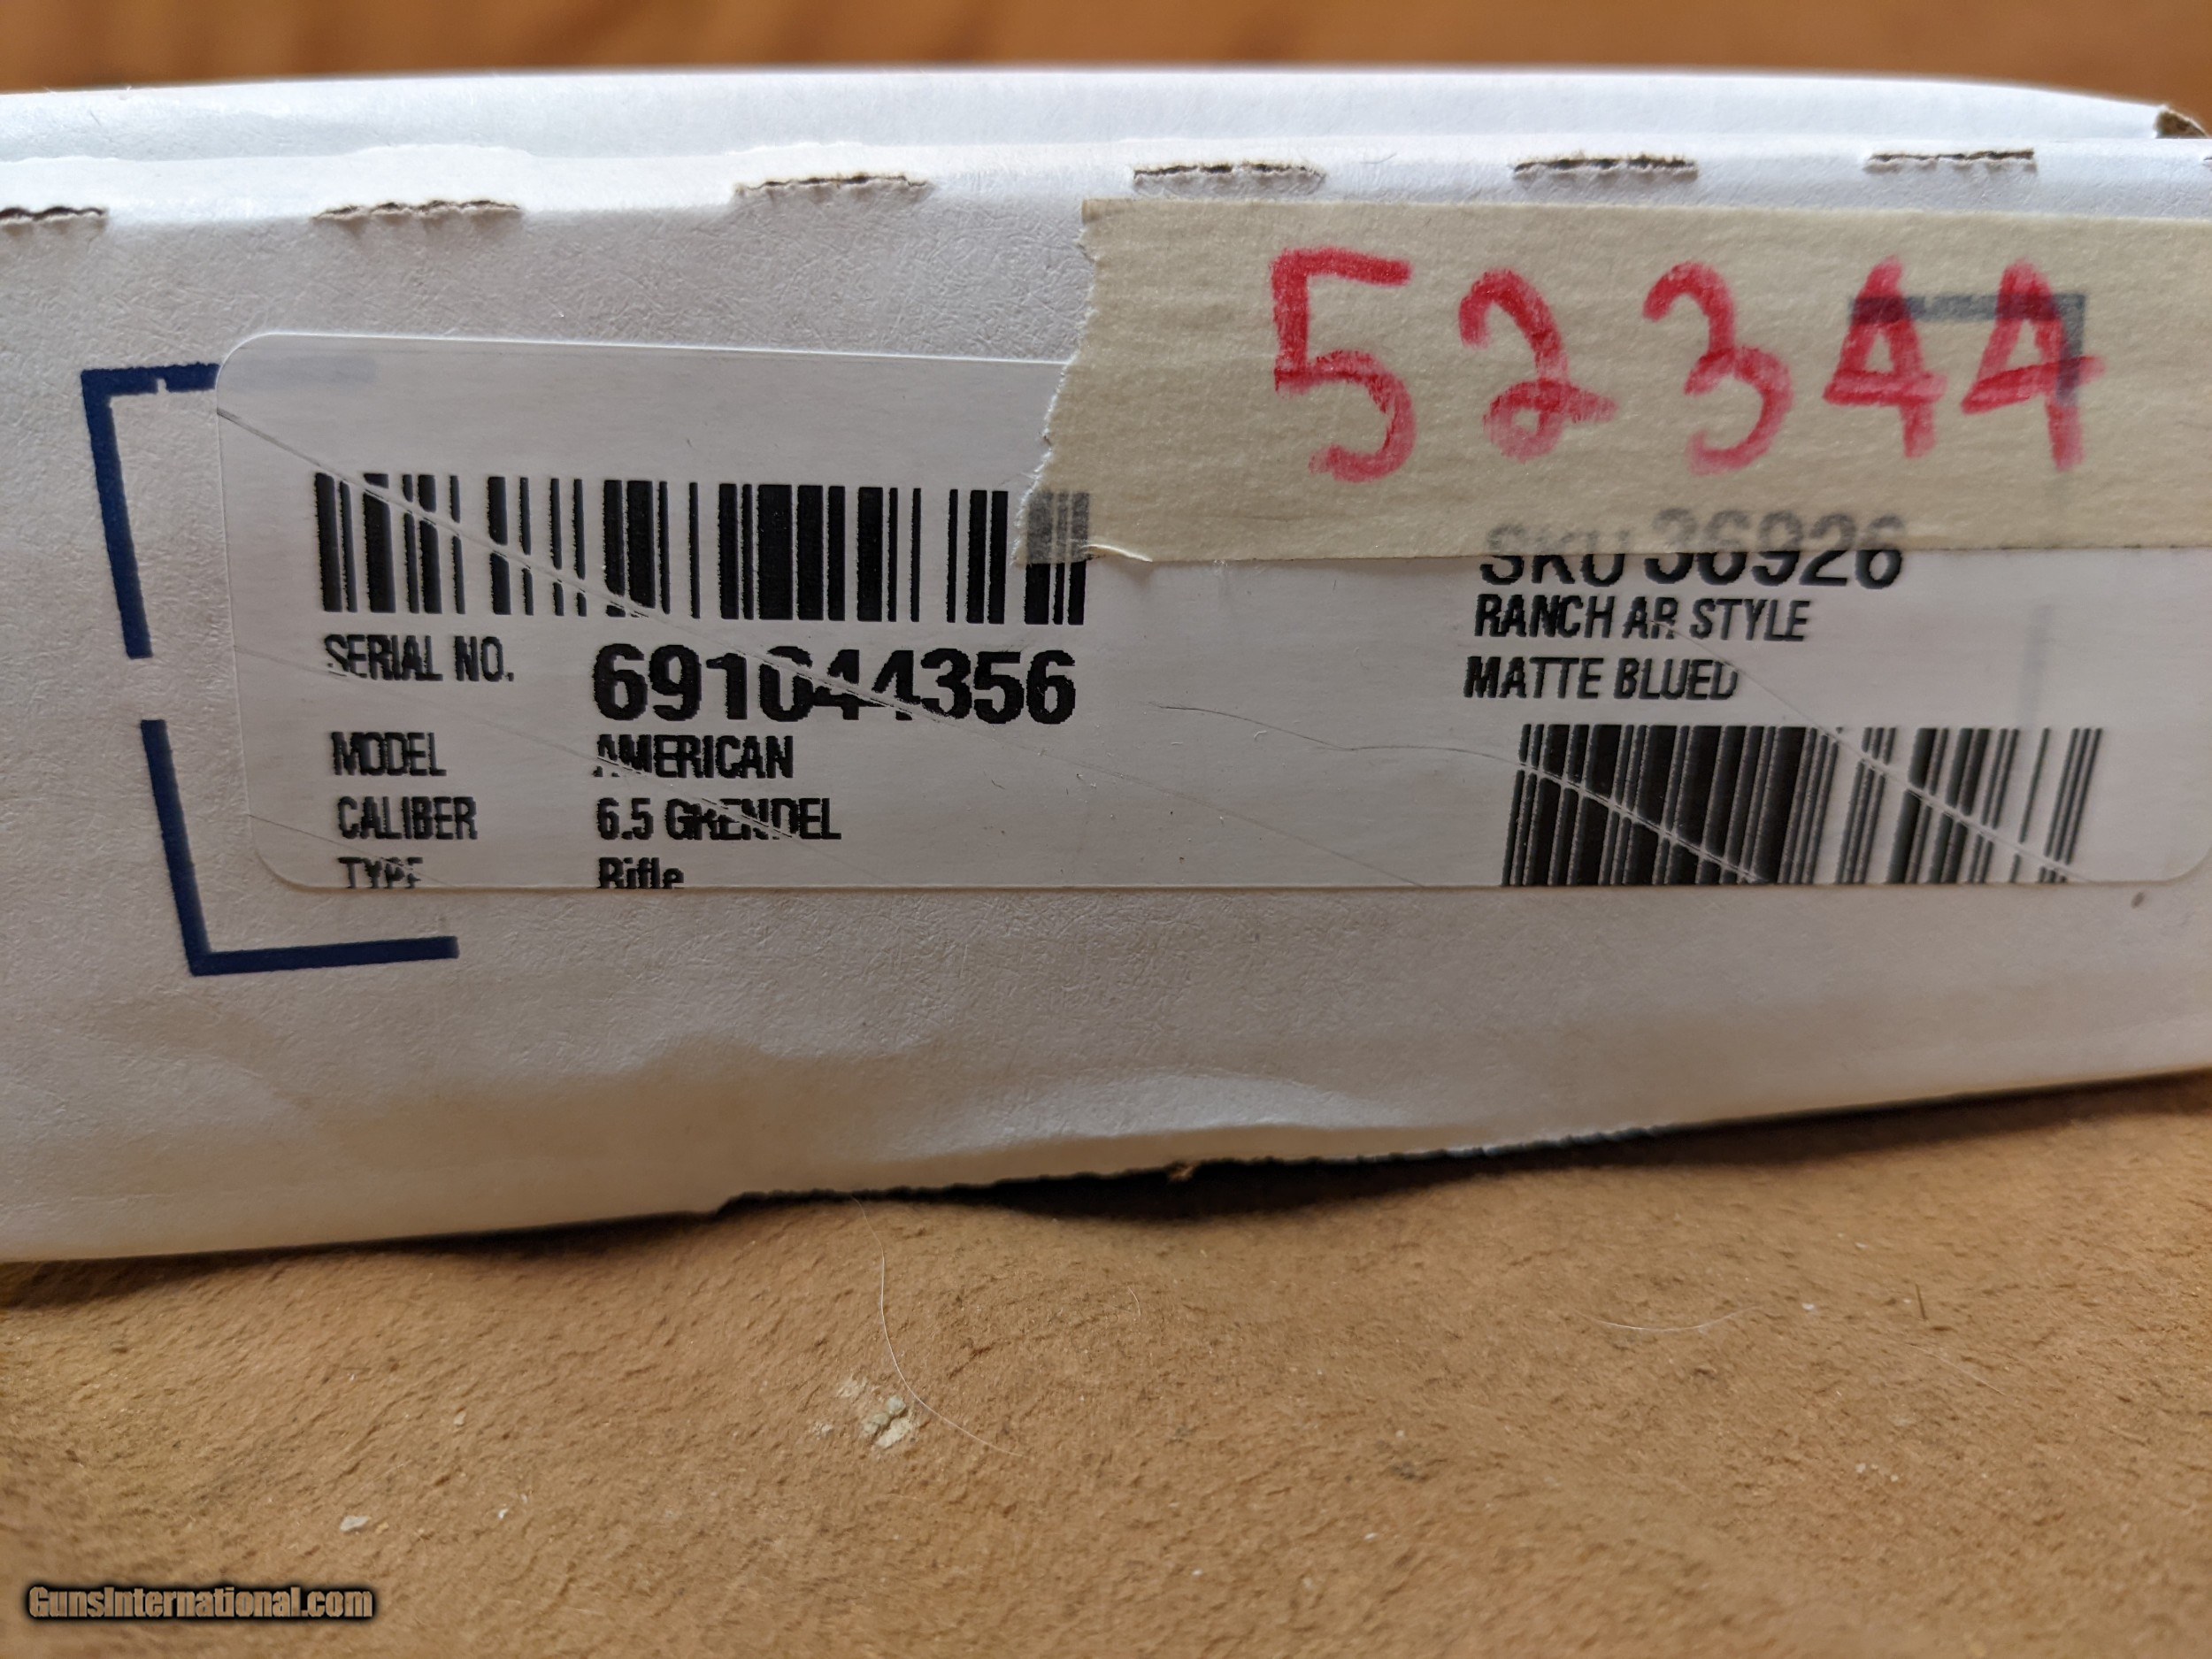 52344
SKU 36926
RANCH AR STYLE
MATTE BLUED
SERIAL NO. 691044356
MODEL AMERICAN
CALIBER 6.5 GRENDEL
TYPE Rifle
GunsInternational.com